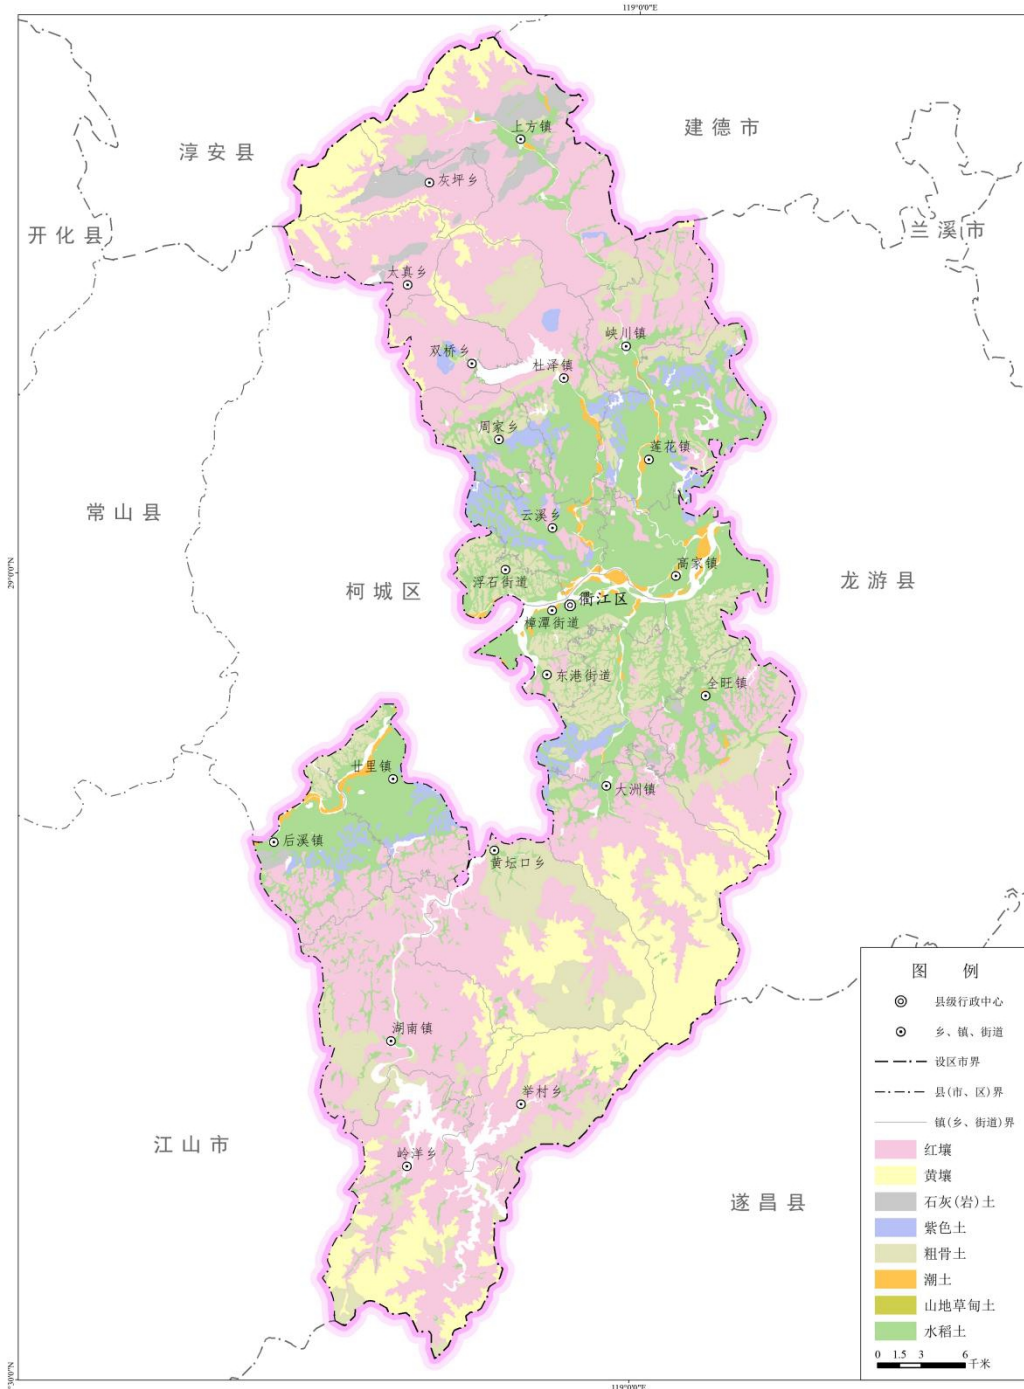 119°0′0″E
上方镇
建德市
淳安县
灰坪乡
开化县
兰溪市
太真乡
峡川镇
双桥乡
杜泽镇
周家乡
莲花镇
常山县
云溪乡
29°0′0″N
高家镇
浮石街道
柯城区
龙游县
衢江区
樟潭街道
东港街道
全旺镇
廿里镇
大洲镇
后溪镇
黄坛口乡
湖南镇
举村乡
江山市
岭洋乡
遂昌县
图 例
县级行政中心
乡、镇、街道
设区市界
县(市、区)界
镇(乡、街道)界
红壤
黄壤
石灰(岩)土
紫色土
粗骨土
潮土
山地草甸土
水稻土
0 1.5 3 6
千米
119°0′0″E